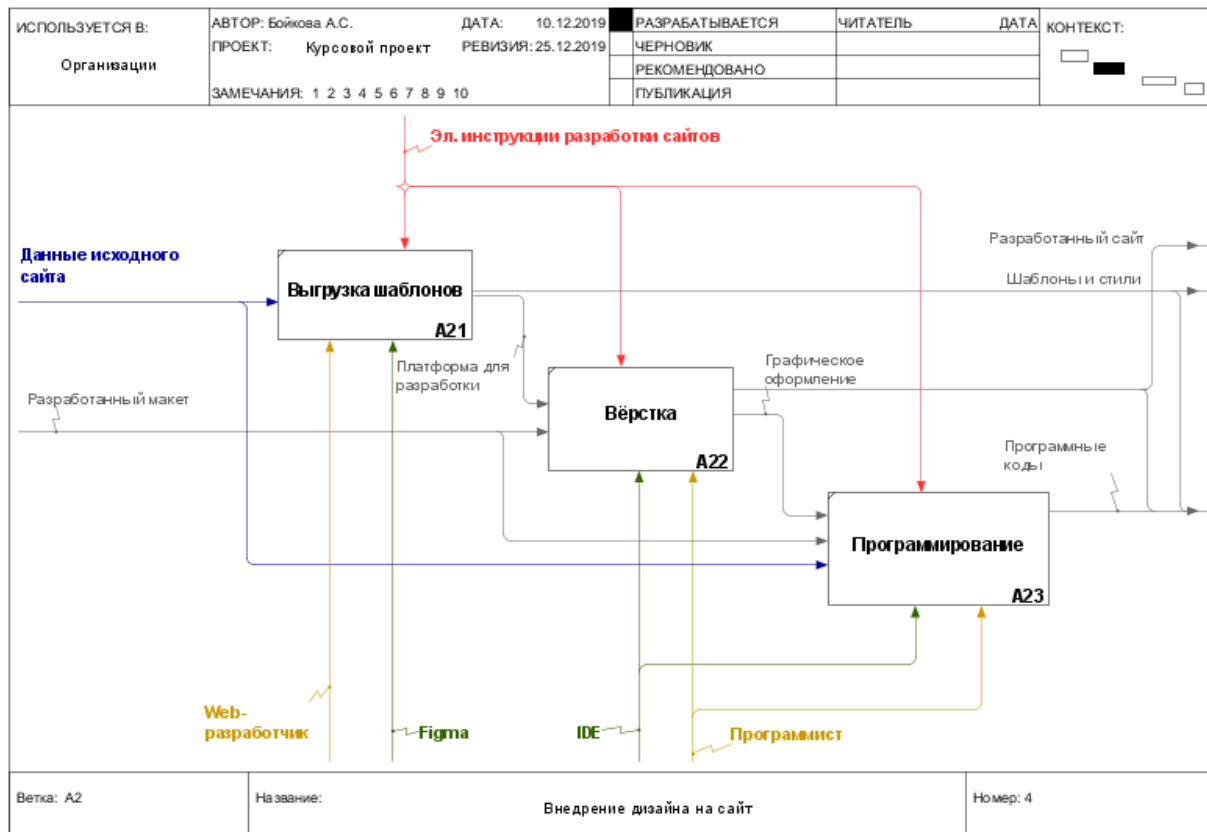 ИСПОЛЬЗУЕТСЯ В:
Организации
АВТОР: Бойкова А.С.
ДАТА: 10.12.2019
ПРОЕКТ: Курсовой проект
РЕВИЗИЯ: 25.12.2019
ЗАМЕЧАНИЯ: 1 2 3 4 5 6 7 8 9 10
РАЗРАБАТЫВАЕТСЯ
ЧЕРНОВИК
РЕКОМЕНДОВАНО
ПУБЛИКАЦИЯ
ЧИТАТЕЛЬ
ДАТА
КОНТЕКСТ:
Эл. инструкции разработки сайтов
Данные исходного
сайта
Выгрузка шаблонов
A21
Разработанный сайт
Шаблоны и стили
Платформа для
разработки
Графическое
оформление
Разработанный макет
Вёрстка
A22
Программные
коды
Программирование
A23
Web-
разработчик
Figma
IDE
Программист
Ветка: A2
Название:
Внедрение дизайна на сайт
Номер: 4